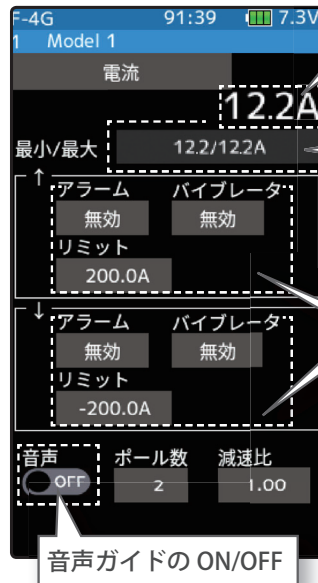 F-4G 91:39 7.3V
1 Model 1
電流
12.2A
最小/最大 12.2/12.2A
↑
アラーム バイブレータ
無効 無効
リミット
200.0A
↓
アラーム バイブレータ
無効 無効
リミット
-200.0A
音声 ポール数 減速比
OFF 2 1.00
音声ガイドの ON/OFF